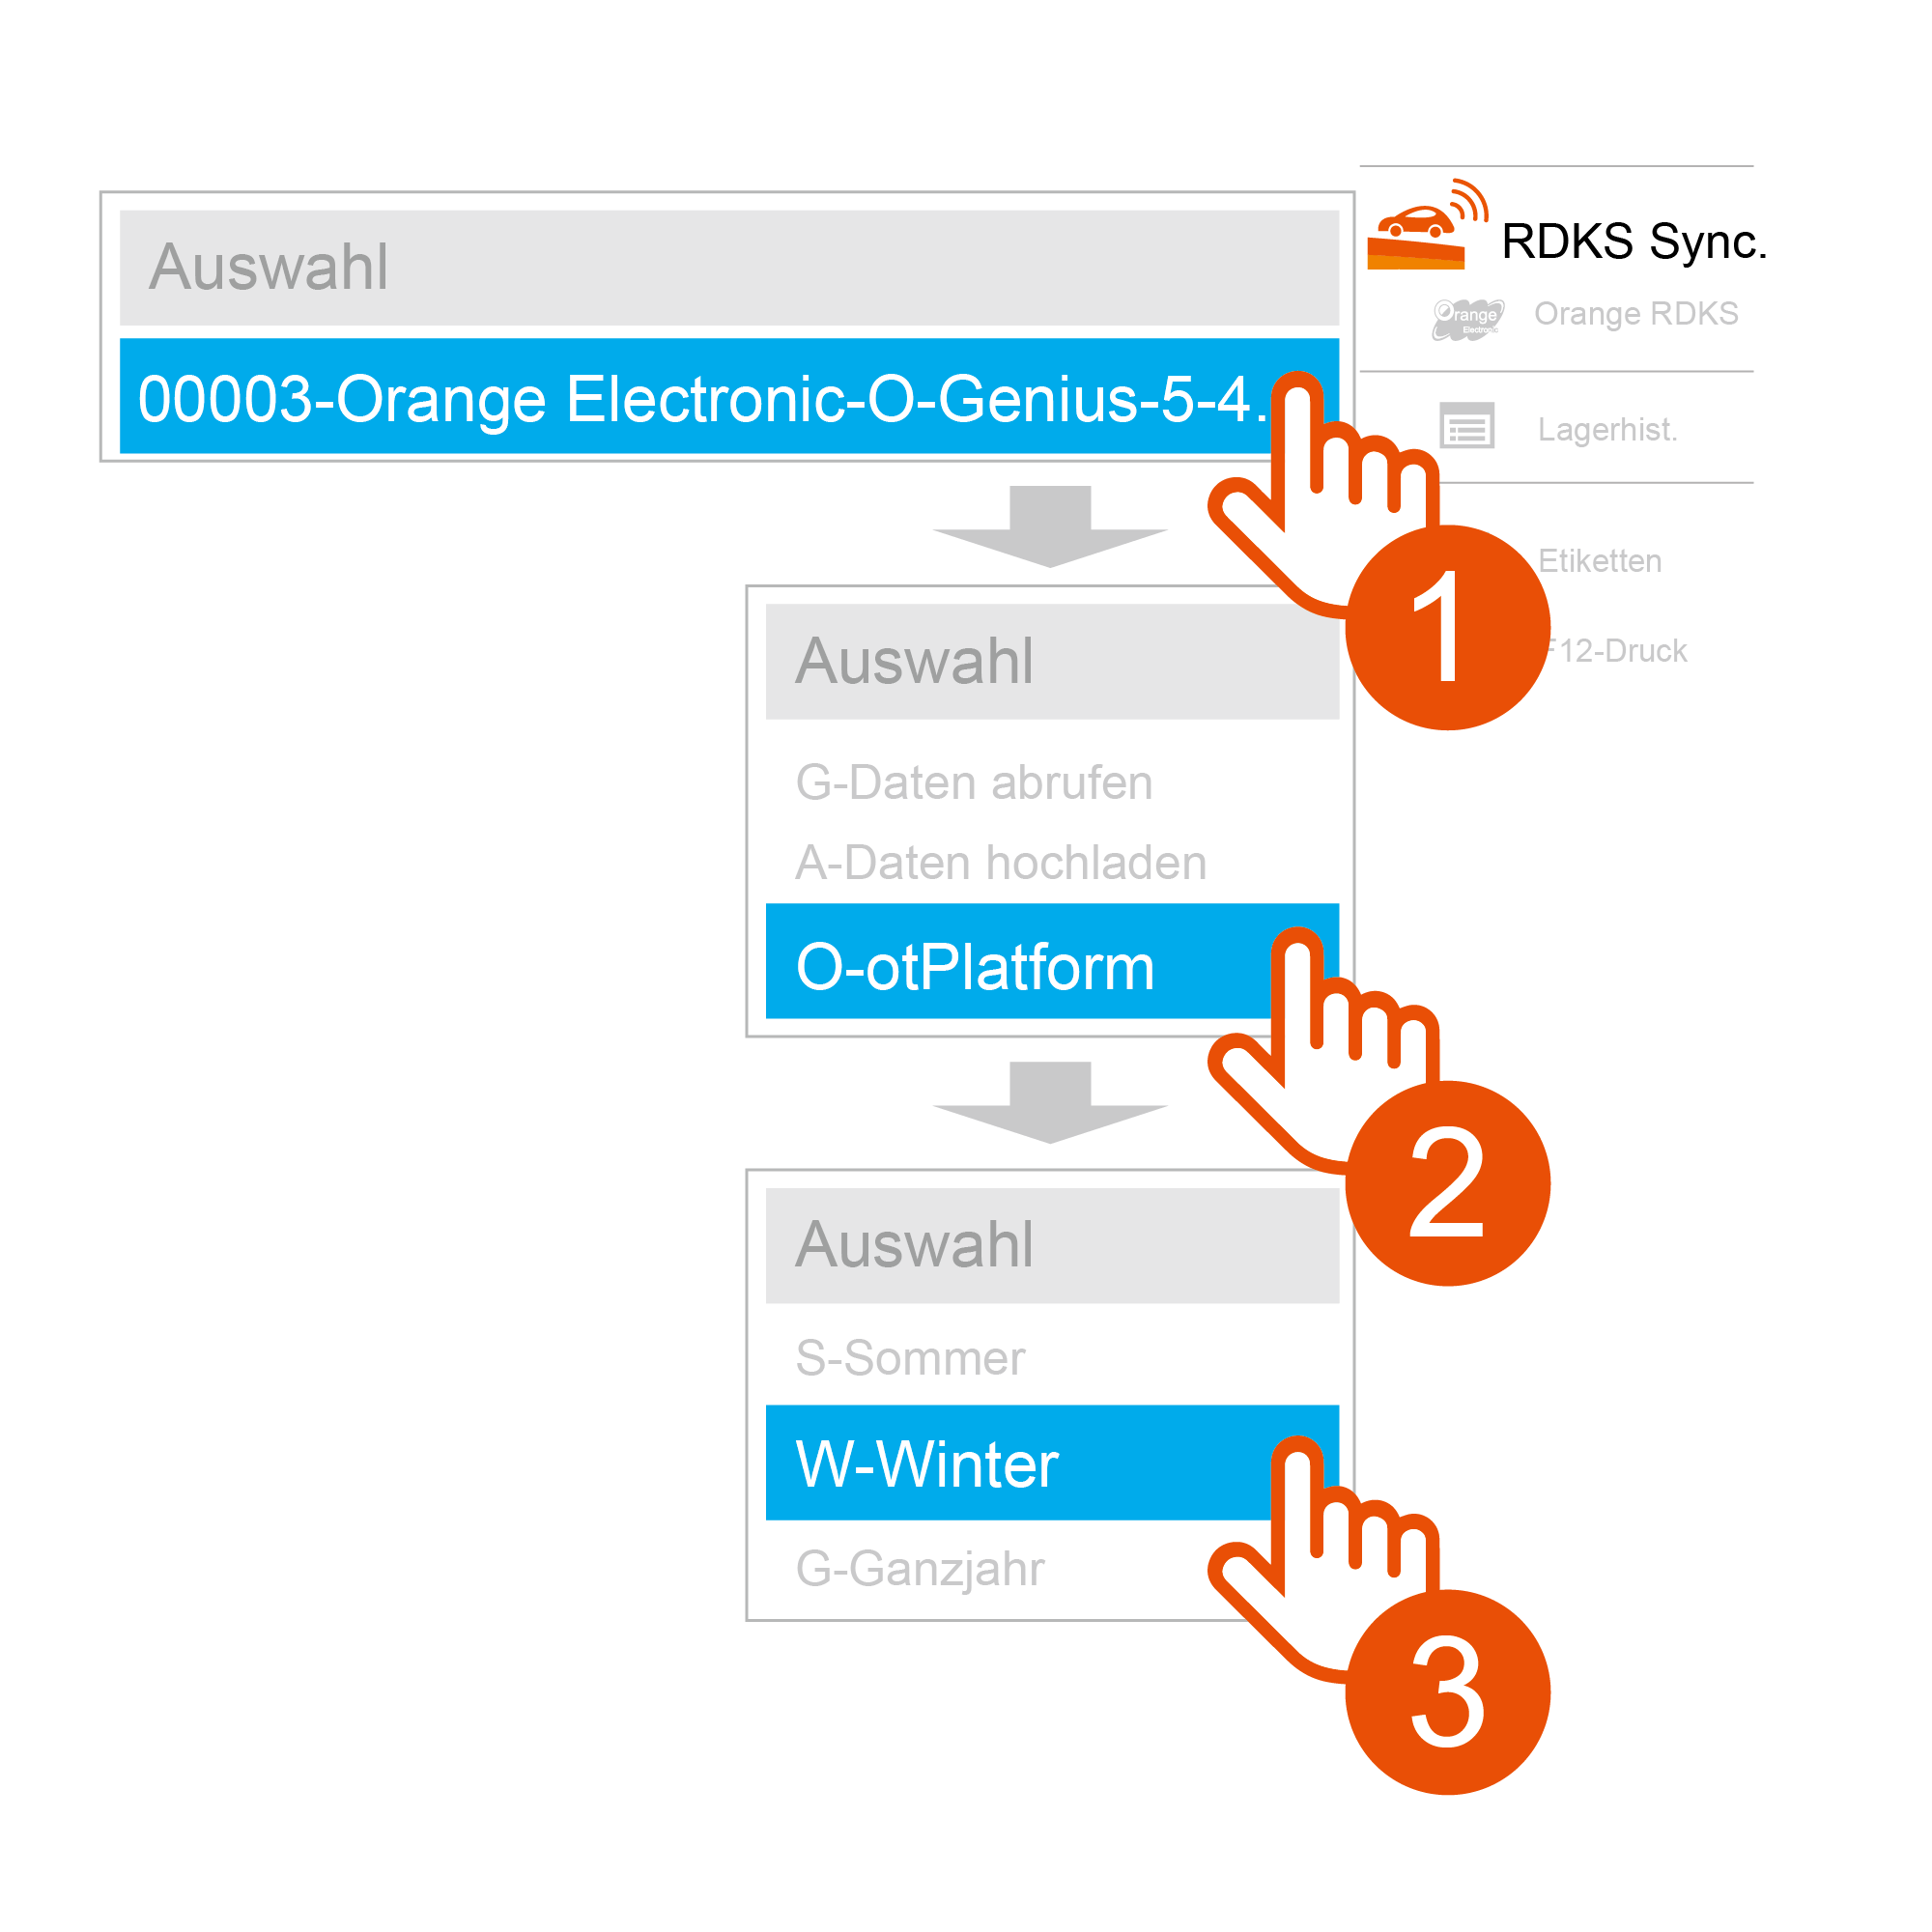 RDKS Sync.
Auswahl
Orange Electronic
Orange RDKS
00003-Orange Electronic-O-Genius-5-4.
Lagerhist.
Etiketten
1
F12-Druck
Auswahl
G-Daten abrufen
A-Daten hochladen
O-otPlatform
2
Auswahl
S-Sommer
W-Winter
G-Ganzjahr
3